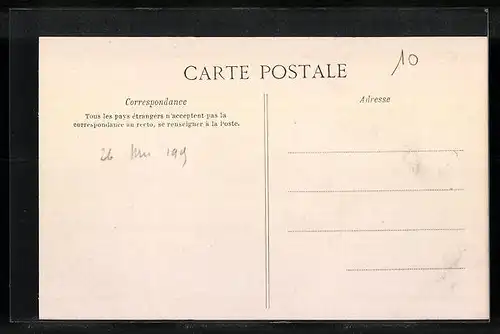 10
CARTE POSTALE
Correspondance
Tous les pays étrangers n'acceptent pas la
correspondance au recto, se renseigner à la Poste.
Adresse
26